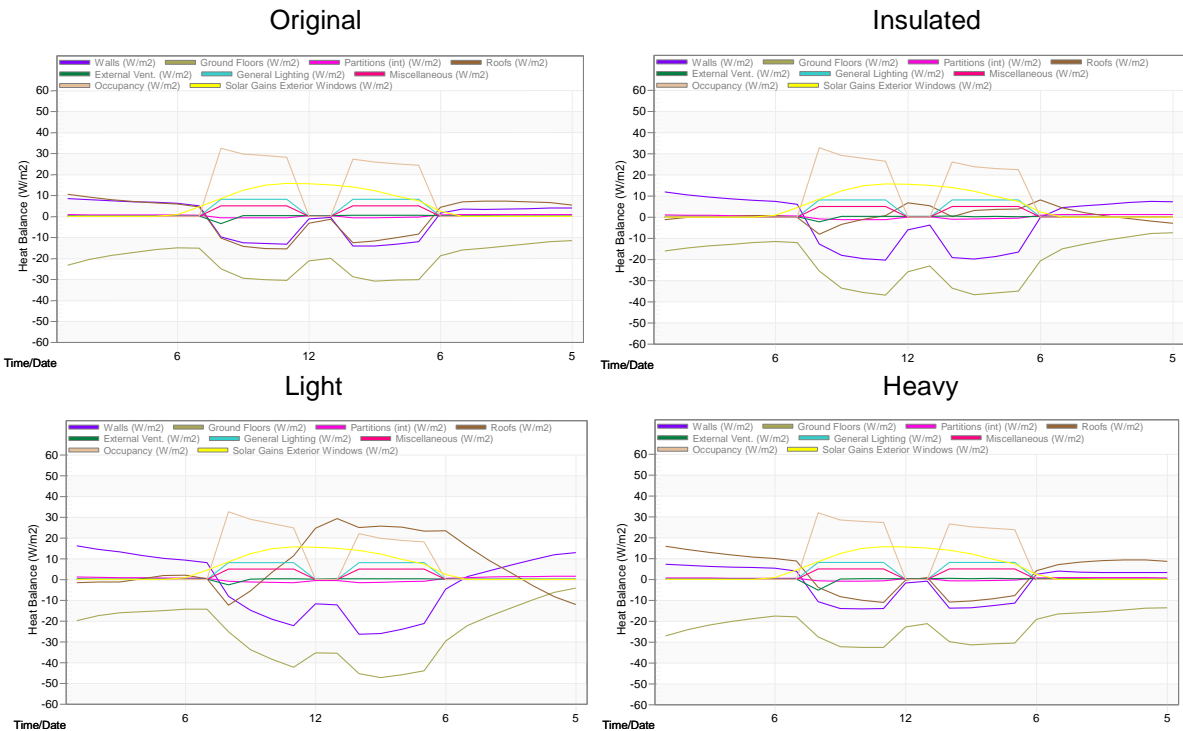 Original
Walls (W/m2) Ground Floors (W/m2) Partitions (int) (W/m2) Roofs (W/m2)
External Vent. (W/m2) General Lighting (W/m2) Miscellaneous (W/m2)
Occupancy (W/m2) Solar Gains Exterior Windows (W/m2)
Heat Balance (W/m2)
60
50
40
30
20
10
0
-10
-20
-30
-40
-50
-60
6 12 6 5
Time/Date
Insulated
Walls (W/m2) Ground Floors (W/m2) Partitions (int) (W/m2) Roofs (W/m2)
External Vent. (W/m2) General Lighting (W/m2) Miscellaneous (W/m2)
Occupancy (W/m2) Solar Gains Exterior Windows (W/m2)
Heat Balance (W/m2)
60
50
40
30
20
10
0
-10
-20
-30
-40
-50
-60
6 12 6 5
Time/Date
Light
Walls (W/m2) Ground Floors (W/m2) Partitions (int) (W/m2) Roofs (W/m2)
External Vent. (W/m2) General Lighting (W/m2) Miscellaneous (W/m2)
Occupancy (W/m2) Solar Gains Exterior Windows (W/m2)
Heat Balance (W/m2)
60
50
40
30
20
10
0
-10
-20
-30
-40
-50
-60
6 12 6 5
Time/Date
Heavy
Walls (W/m2) Ground Floors (W/m2) Partitions (int) (W/m2) Roofs (W/m2)
External Vent. (W/m2) General Lighting (W/m2) Miscellaneous (W/m2)
Occupancy (W/m2) Solar Gains Exterior Windows (W/m2)
Heat Balance (W/m2)
60
50
40
30
20
10
0
-10
-20
-30
-40
-50
-60
6 12 6 5
Time/Date